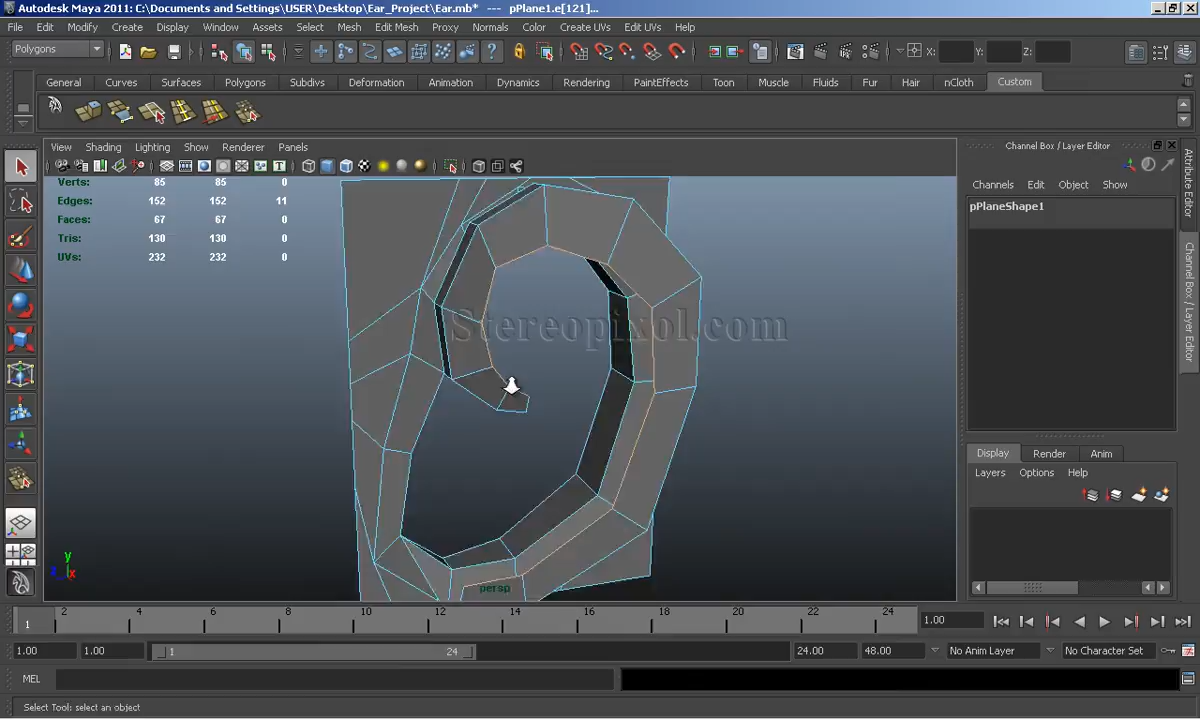 Autodesk Maya 2011: C:\Documents and Settings\USER\Desktop\Ear_Project\Ear.mb* --- pPlane1.e[121]...
File Edit Modify Create Display Window Assets Select Mesh Edit Mesh Proxy Normals Color Create UVs Edit UVs Help
Polygons X: Y: Z:
General Curves Surfaces Polygons Subdivs Deformation Animation Dynamics Rendering PaintEffects Toon Muscle Fluids Fur Hair nCloth Custom
View Shading Lighting Show Renderer Panels
Channel Box / Layer Editor
Channels Edit Object Show
pPlaneShape1
Attribute Editor
Channel Box / Layer Editor
Verts: 85 85 0
Edges: 152 152 11
Faces: 67 67 0
Tris: 130 130 0
UVs: 232 232 0
Stereopixol.com
y
x
persp
Display Render Anim
Layers Options Help
1 2 4 6 8 10 12 14 16 18 20 22 24 1.00
1.00 1.00 1 24 24.00 48.00 No Anim Layer No Character Set
MEL
Select Tool: select an object